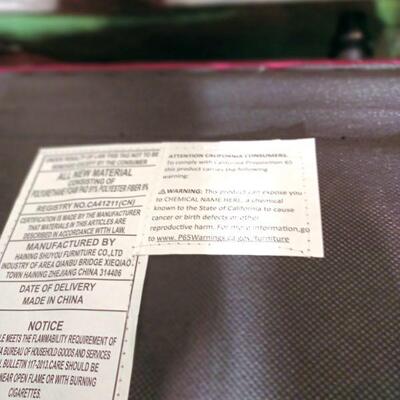 UNDER PENALTY OF LAW THIS TAG NOT TO BE
REMOVED EXCEPT BY THE CONSUMER
ALL NEW MATERIAL
CONSISTING OF
POLYURETHANE FOAM PAD 91% POLYESTER FIBER 9%
REGISTRY NO.CA41211(CN)
CERTIFICATION IS MADE BY THE MANUFACTURER
THAT MATERIALS IN THIS ARTICLES ARE
DESCRIBED IN ACCORDANCE WITH LAW.
MANUFACTURED BY
HAINING SHUYOU FURNITURE CO.,LTD
INDUSTRY OF AREA QIANBU BRIDGE XIEQIAO
TOWN HAINING ZHEJIANG CHINA 314406
DATE OF DELIVERY
MADE IN CHINA
NOTICE
LE MEETS THE FLAMMABILITY REQUIREMENT OF
IA BUREAU OF HOUSEHOLD GOODS AND SERVICES
L BULLETIN 117-2013.CARE SHOULD BE
NEAR OPEN FLAME OR WITH BURNING
CIGARETTES.
ATTENTION CALIFORNIA CONSUMERS:
To comply with California Proposition 65
this product carries the following
warning:
⚠WARNING: This product can expose you
to CHEMICAL NAME HERE, a chemical
known to the State of California to cause
cancer or birth defects or other
reproductive harm. For more information,go
to www. P65Warnings.ca.gov/furniture